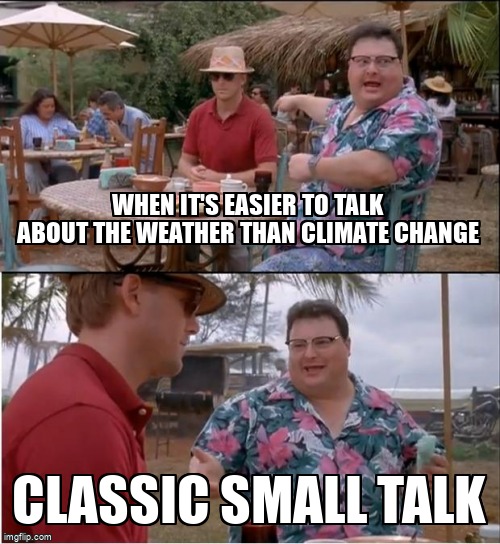 WHEN IT'S EASIER TO TALK
ABOUT THE WEATHER THAN CLIMATE CHANGE
CLASSIC SMALL TALK
imgflip.com